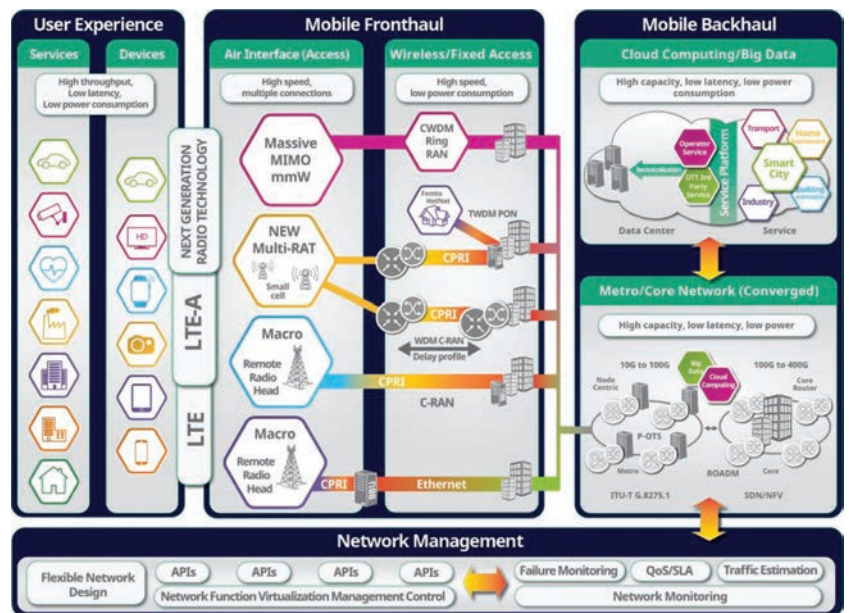 User Experience
Services
Devices
High throughput,
Low latency,
Low power consumption
HD
NEXT GENERATION
RADIO TECHNOLOGY
LTE-A
LTE
Mobile Fronthaul
Air Interface (Access)
High speed,
multiple connections
Wireless/Fixed Access
High speed,
low power consumption
Massive
MIMO
mmW
CWDM
Ring
RAN
Femto
HetNet
TWDM PON
NEW
Multi-RAT
Small
cell
CPRI
CPRI
WDM C-RAN
Delay profile
Macro
Remote
Radio
Head
CPRI
C-RAN
Macro
Remote
Radio
Head
CPRI
BBU
Ethernet
Mobile Backhaul
Cloud Computing/Big Data
High capacity, low latency, low power
consumption
Operator
Service
OTT 3rd
Party
Service
Service Platform
Transport
Home
Smart
City
Building
Industry
Data Center
Service
Metro/Core Network (Converged)
High capacity, low latency, low power
10G to 100G
Big
Data
Cloud
Computing
100G to 400G
Node
Centric
Core
Router
P-OTS
Metro
ROADM
Core
ITU-T G.8275.1
SDN/NFV
Network Management
Flexible Network
Design
APIs
APIs
APIs
APIs
Network Function Virtualization Management Control
Failure Monitoring
QoS/SLA
Traffic Estimation
Network Monitoring